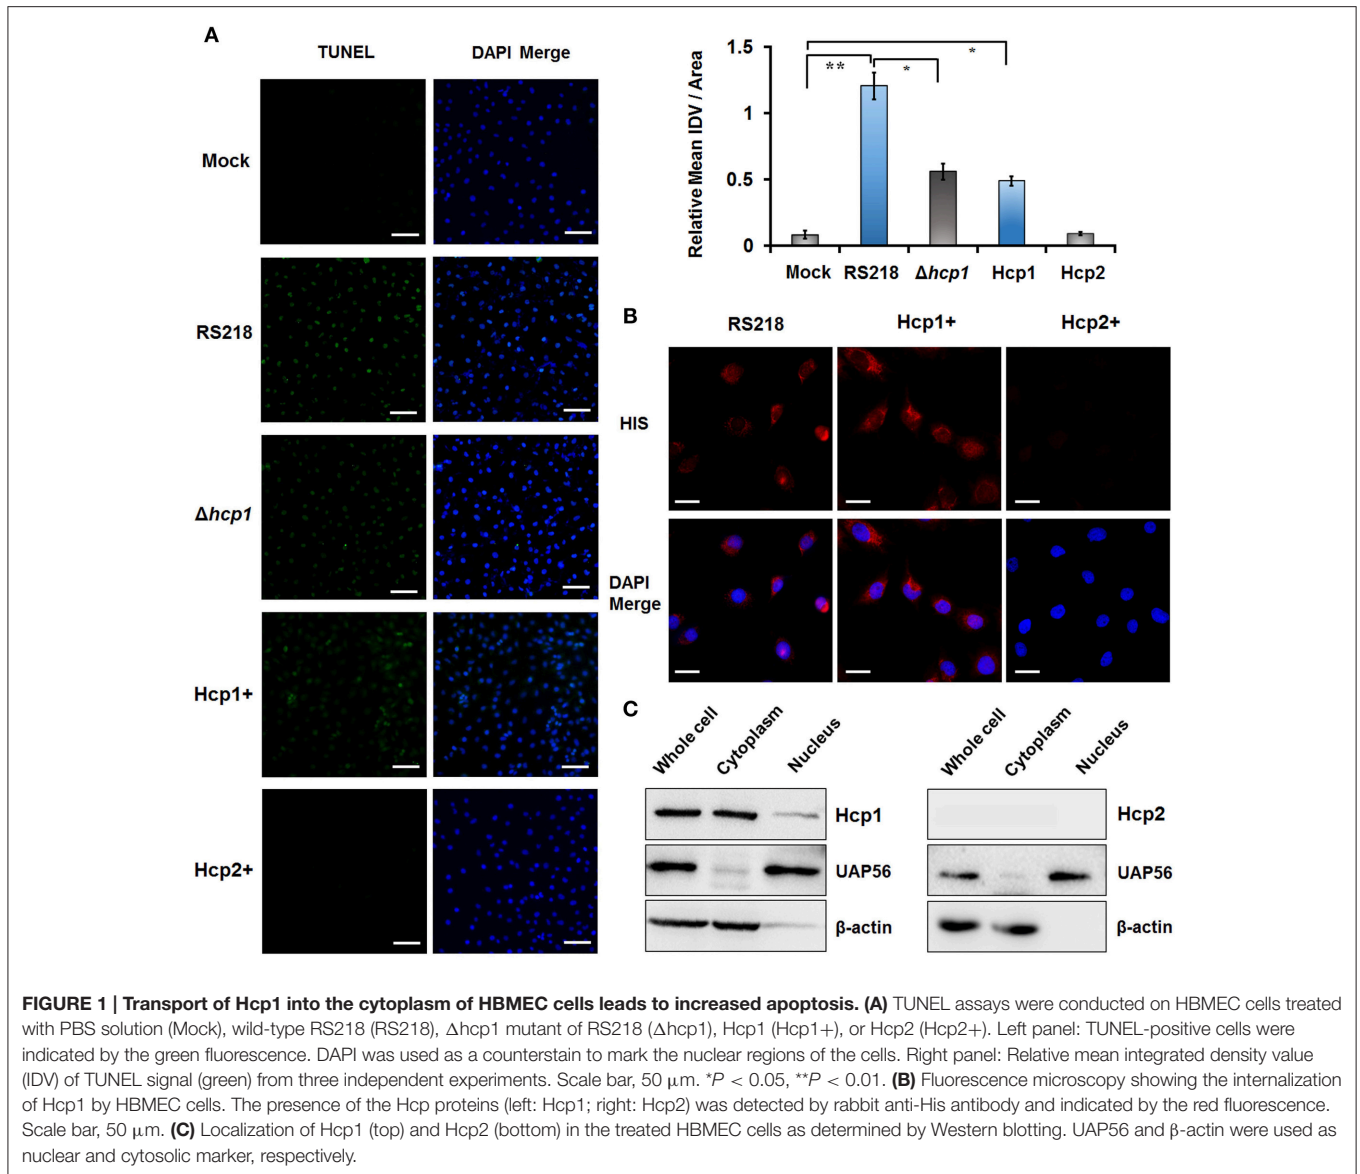 A
TUNEL
DAPI Merge
Mock
RS218
Δhcp1
Hcp1+
Hcp2+
Relative Mean IDV / Area
1.5
1
0.5
0
**
*
*
Mock
RS218
Δhcp1
Hcp1
Hcp2
B
RS218
Hcp1+
Hcp2+
HIS
DAPI
Merge
C
Whole cell
Cytoplasm
Nucleus
Hcp1
UAP56
β-actin
Whole cell
Cytoplasm
Nucleus
Hcp2
UAP56
β-actin
FIGURE 1 | Transport of Hcp1 into the cytoplasm of HBMEC cells leads to increased apoptosis. (A) TUNEL assays were conducted on HBMEC cells treated
with PBS solution (Mock), wild-type RS218 (RS218), Δhcp1 mutant of RS218 (Δhcp1), Hcp1 (Hcp1+), or Hcp2 (Hcp2+). Left panel: TUNEL-positive cells were
indicated by the green fluorescence. DAPI was used as a counterstain to mark the nuclear regions of the cells. Right panel: Relative mean integrated density value
(IDV) of TUNEL signal (green) from three independent experiments. Scale bar, 50 μm. *P < 0.05, **P < 0.01. (B) Fluorescence microscopy showing the internalization
of Hcp1 by HBMEC cells. The presence of the Hcp proteins (left: Hcp1; right: Hcp2) was detected by rabbit anti-His antibody and indicated by the red fluorescence.
Scale bar, 50 μm. (C) Localization of Hcp1 (top) and Hcp2 (bottom) in the treated HBMEC cells as determined by Western blotting. UAP56 and β-actin were used as
nuclear and cytosolic marker, respectively.